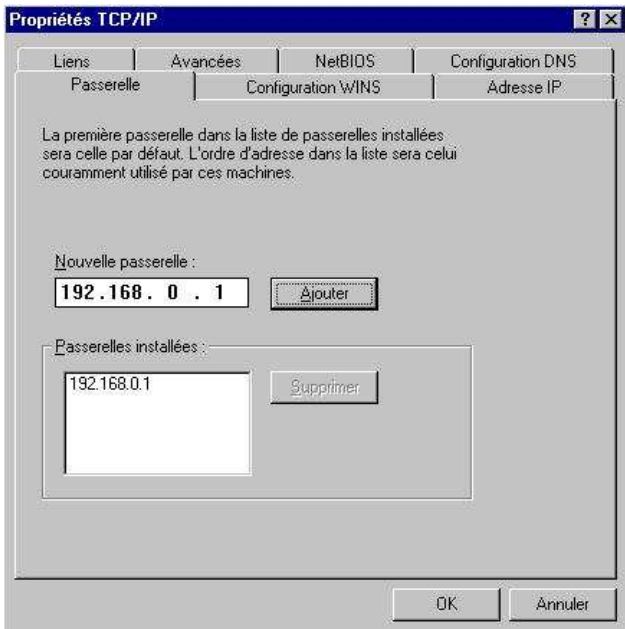 Propriétés TCP/IP
Liens Avancées NetBIOS Configuration DNS
Passerelle Configuration WINS Adresse IP
La première passerelle dans la liste de passerelles installées
sera celle par défaut. L'ordre d'adresse dans la liste sera celui
couramment utilisé par ces machines.
Nouvelle passerelle :
192.168. 0 . 1 Ajouter
Passerelles installées :
192.168.0.1 Supprimer
OK Annuler